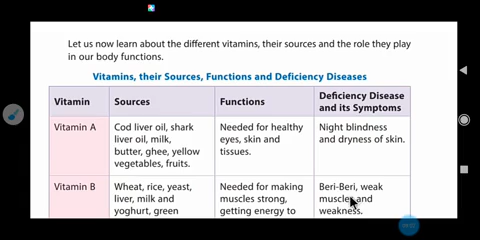 Let us now learn about the different vitamins, their sources and the role they play
in our body functions.
Vitamins, their Sources, Functions and Deficiency Diseases
Vitamin
Sources
Functions
Deficiency Disease
and its Symptoms
Vitamin A
Cod liver oil, shark
liver oil, milk,
butter, ghee, yellow
vegetables, fruits.
Needed for healthy
eyes, skin and
tissues.
Night blindness
and dryness of skin.
Vitamin B
Wheat, rice, yeast,
liver, milk and
yoghurt, green
Needed for making
muscles strong,
getting energy to
Beri-Beri, weak
muscles and
weakness.